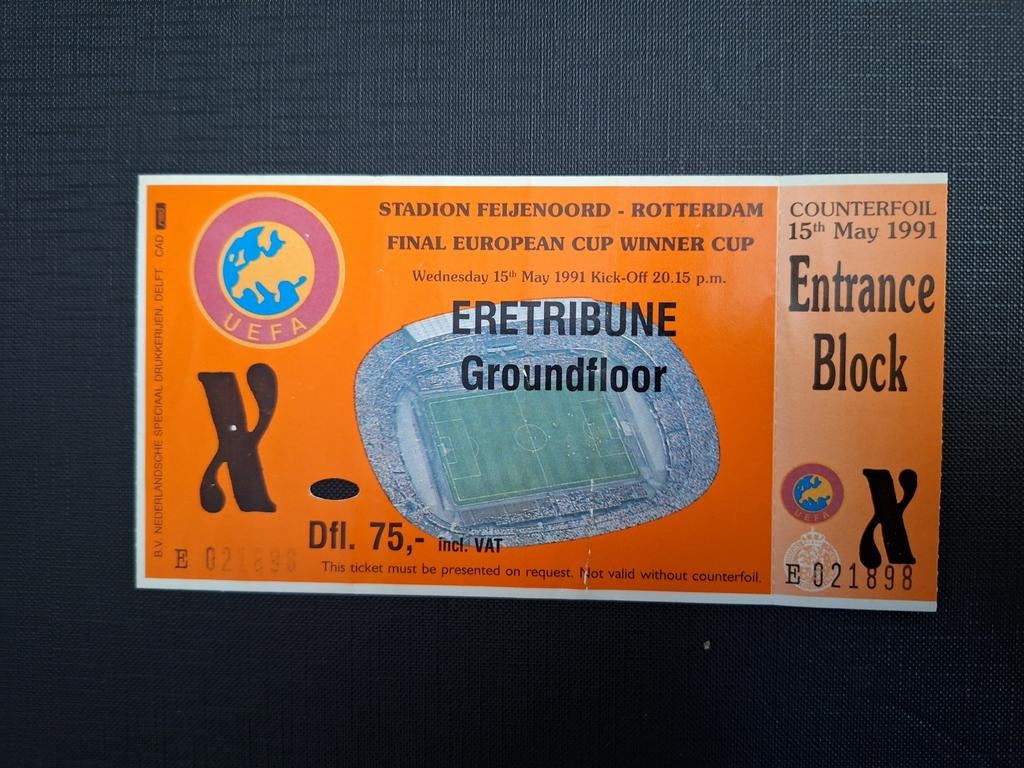 B.V. NEDERLANDSCHE SPECIAAL DRUKKERIJEN, DELFT CAD
UEFA
STADION FEIJENOORD - ROTTERDAM
FINAL EUROPEAN CUP WINNER CUP
Wednesday 15th May 1991 Kick-Off 20.15 p.m.
ERETRIBUNE
Groundfloor
X
Dfl. 75,- incl. VAT
E 021898
This ticket must be presented on request. Not valid without counterfoil.
COUNTERFOIL
15th May 1991
Entrance
Block
UEFA
X
E 021898